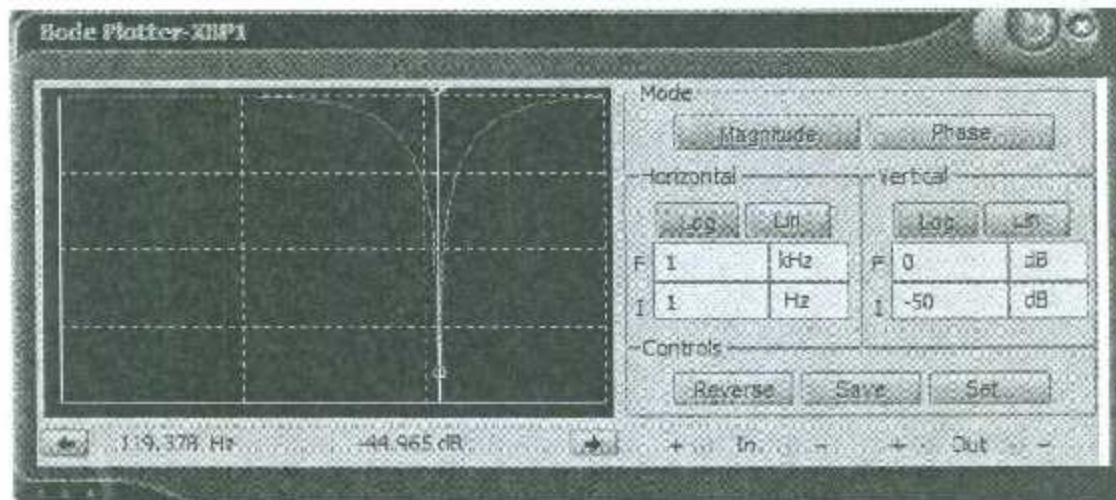 Bode Plotter-XBP1
Mode
Magnitude
Phase
Horizontal
Vertical
Log
Lin
Log
Lin
F
1
kHz
F
0
dB
I
1
Hz
I
-50
dB
Controls
Reverse
Save
Set
119.378 Hz
-44.965 dB
+
In
-
+
Out
-